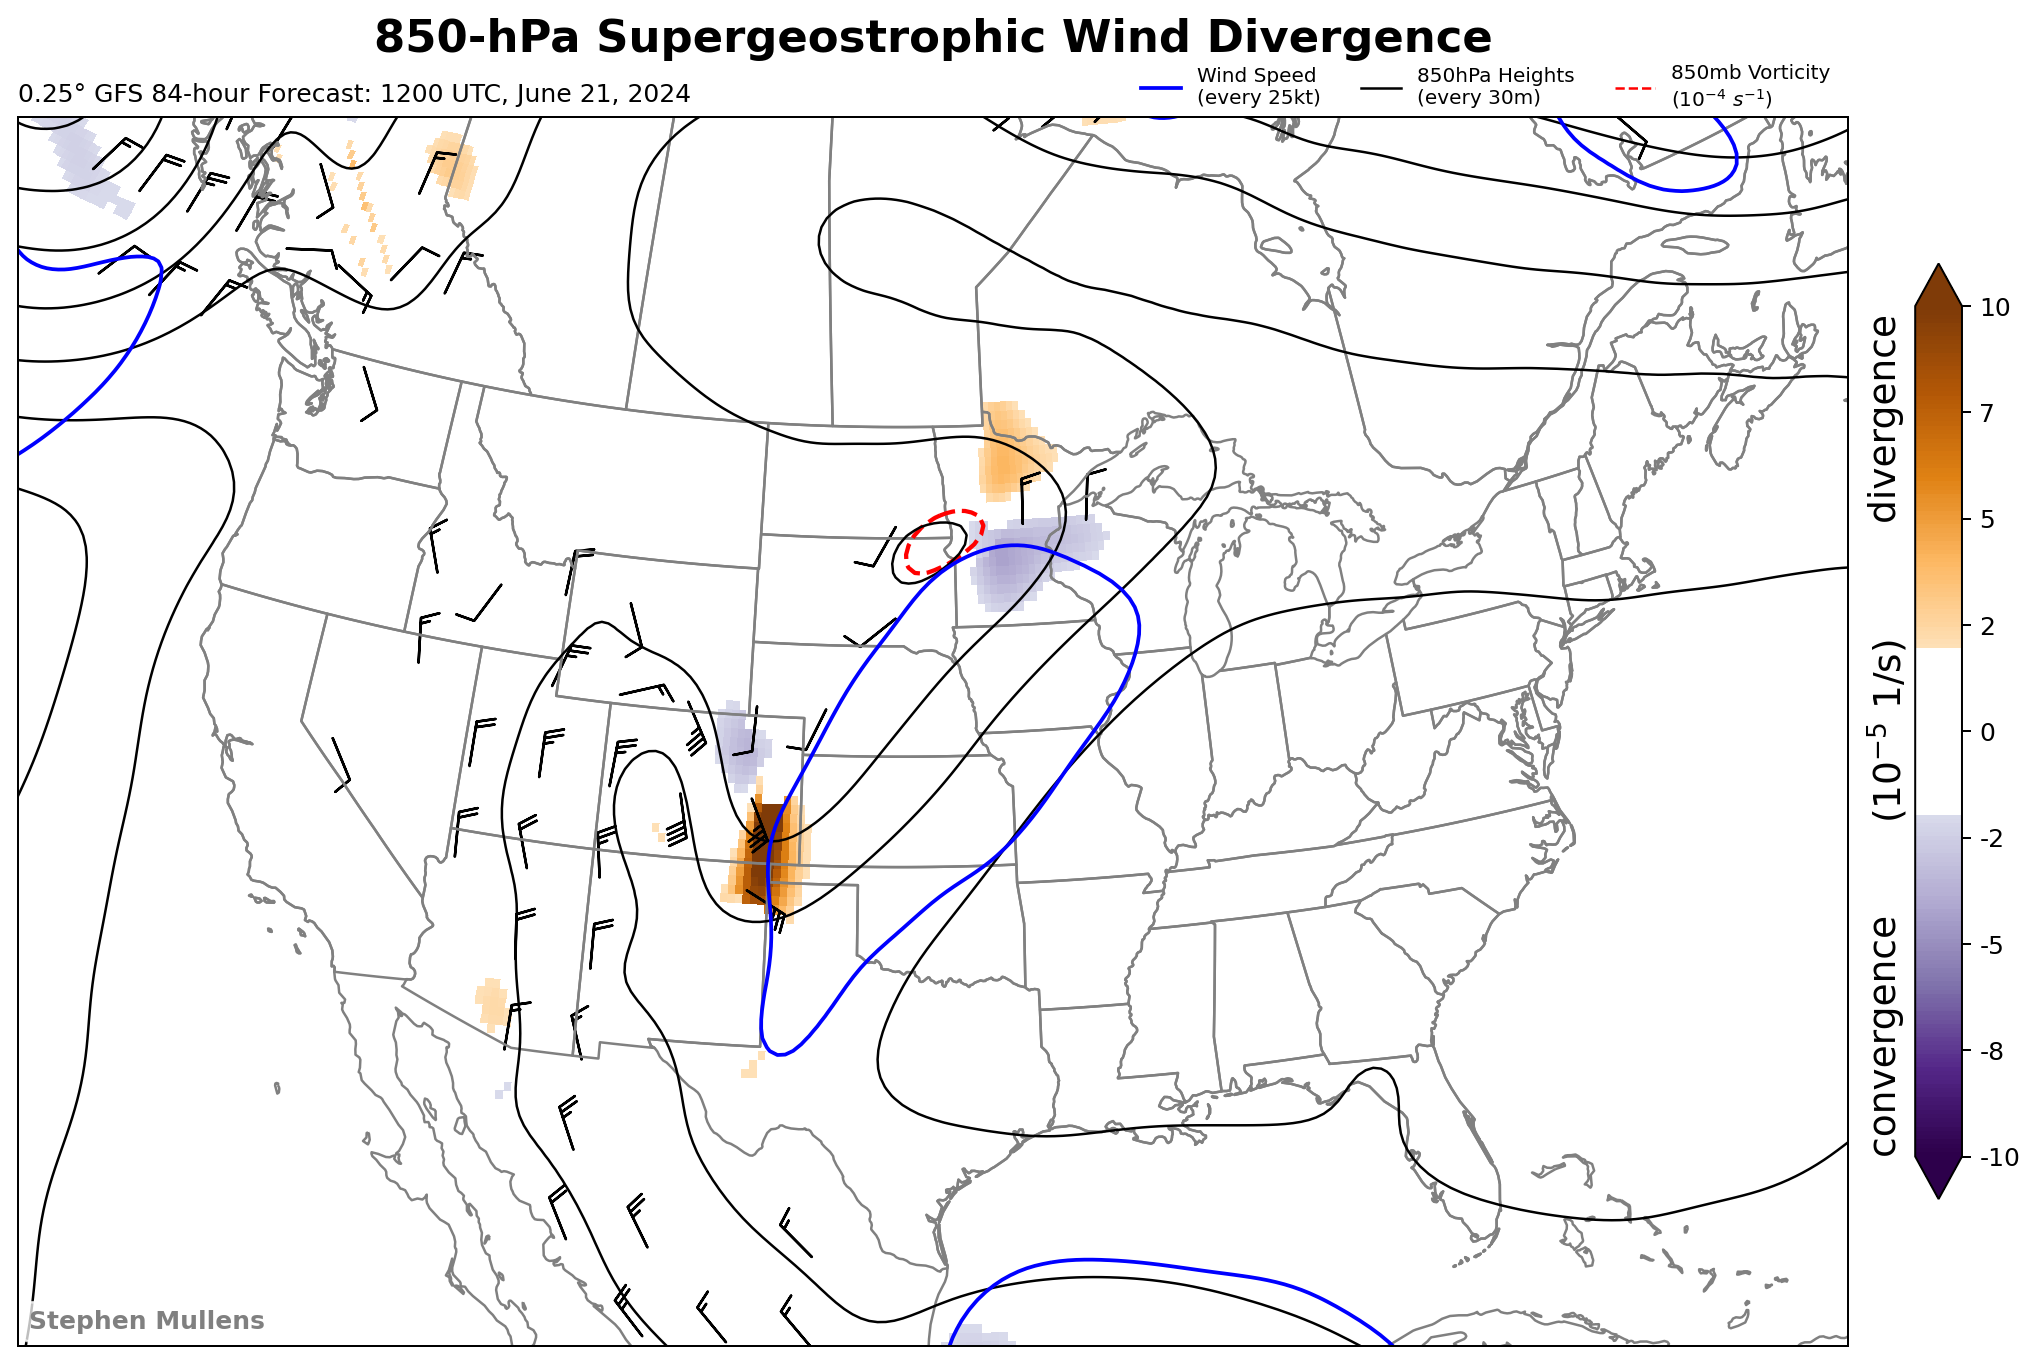 850-hPa Supergeostrophic Wind Divergence
0.25° GFS 84-hour Forecast: 1200 UTC, June 21, 2024
Wind Speed
(every 25kt)
850hPa Heights
(every 30m)
850mb Vorticity
(10⁻⁴ s⁻¹)
10
7
5
2
0
-2
-5
-8
-10
convergence (10⁻⁵ 1/s) divergence
Stephen Mullens